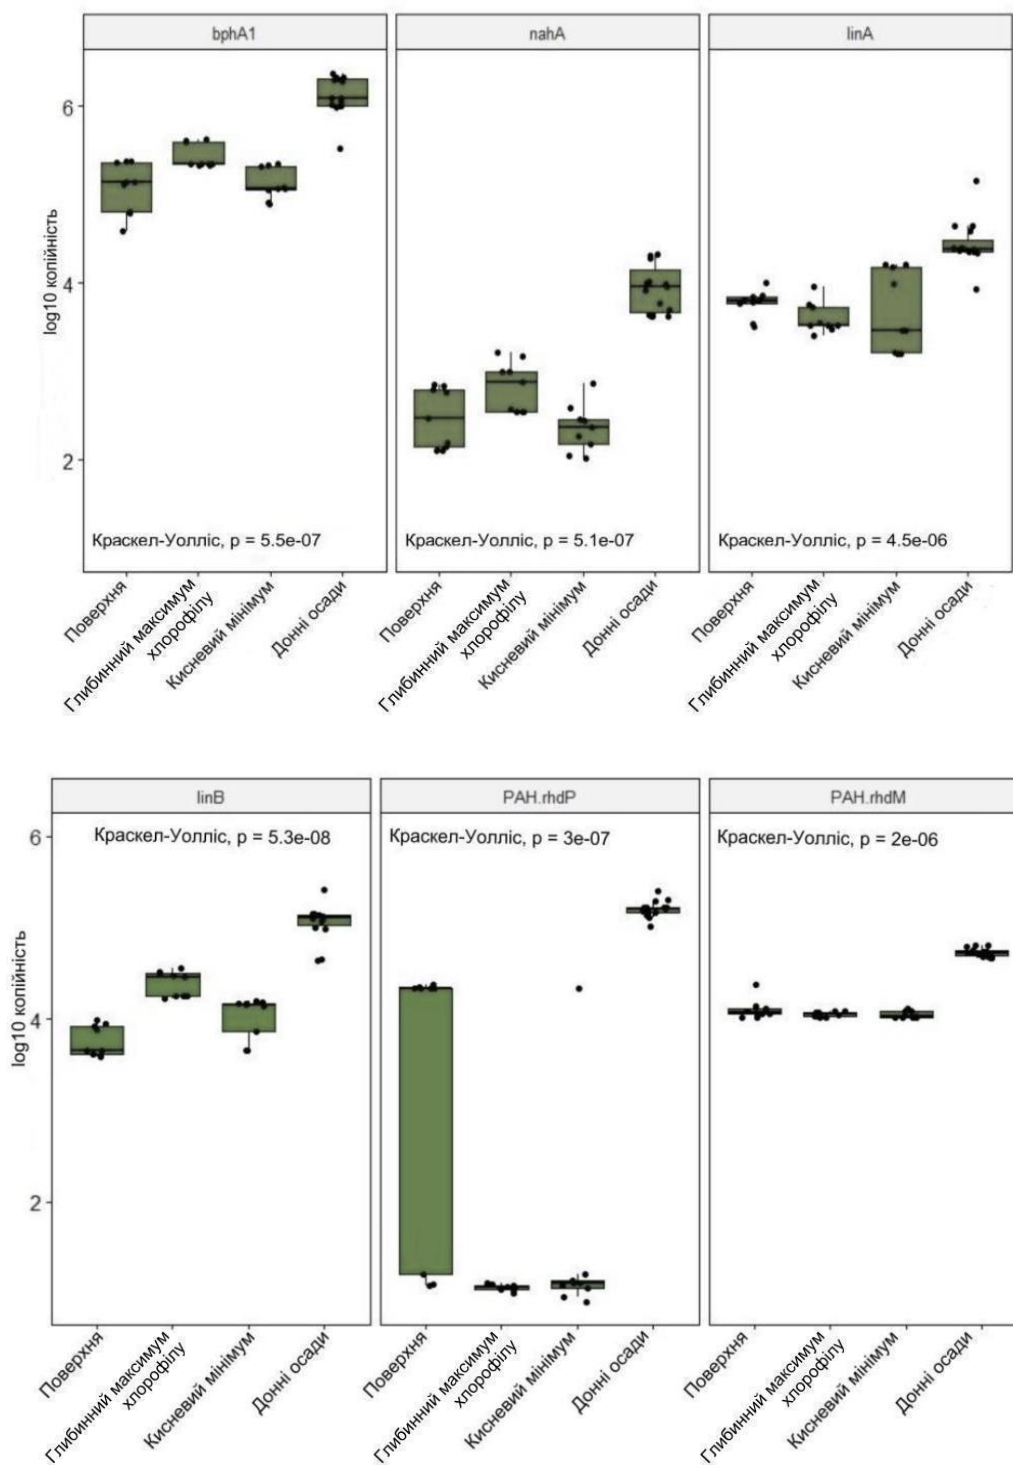 bphA1 nahA linA
6
4
2
log10 копійність
Краскел-Уолліс, p = 5.5e-07 Краскел-Уолліс, p = 5.1e-07 Краскел-Уолліс, p = 4.5e-06
Поверхня
Глибинний максимум
хлорофілу
Кисневий мінімум
Донні осади
Поверхня
Глибинний максимум
хлорофілу
Кисневий мінімум
Донні осади
Поверхня
Глибинний максимум
хлорофілу
Кисневий мінімум
Донні осади
linB PAH.rhdP PAH.rhdM
Краскел-Уолліс, p = 5.3e-08 Краскел-Уолліс, p = 3e-07 Краскел-Уолліс, p = 2e-06
6
4
2
log10 копійність
Поверхня
Глибинний максимум
хлорофілу
Кисневий мінімум
Донні осади
Поверхня
Глибинний максимум
хлорофілу
Кисневий мінімум
Донні осади
Поверхня
Глибинний максимум
хлорофілу
Кисневий мінімум
Донні осади